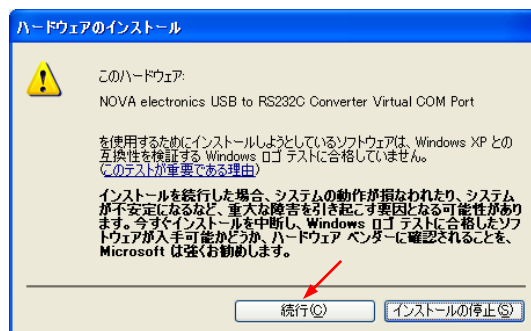 ハードウェアのインストール
このハードウェア:
NOVA electronics USB to RS232C Converter Virtual COM Port
を使用するためにインストールしようとしているソフトウェアは、Windows XP との
互換性を検証する Windows ロゴ テストに合格していません。
(このテストが重要である理由)
インストールを続行した場合、システムの動作が損なわれたり、システム
が不安定になるなど、重大な障害を引き起こす要因となる可能性があり
ます。今すぐインストールを中断し、Windows ロゴ テストに合格したソフ
トウェアが入手可能かどうか、ハードウェア ベンダーに確認されることを、
Microsoft は強くお勧めします。
続行(C)
インストールの停止(S)